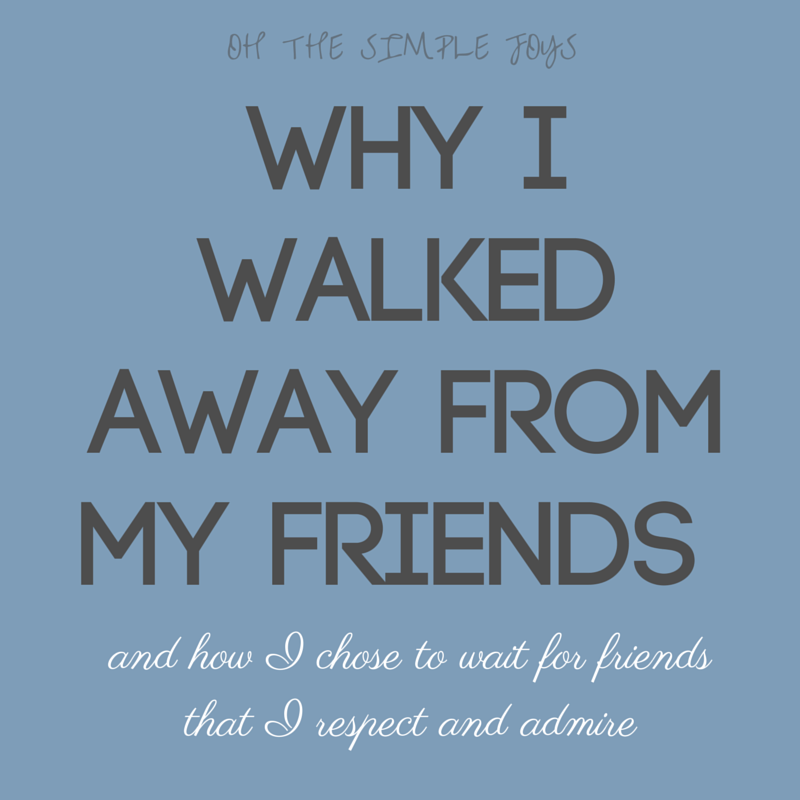 OH THE SIMPLE JOYS
WHY I
WALKED
AWAY FROM
MY FRIENDS
and how I chose to wait for friends
that I respect and admire